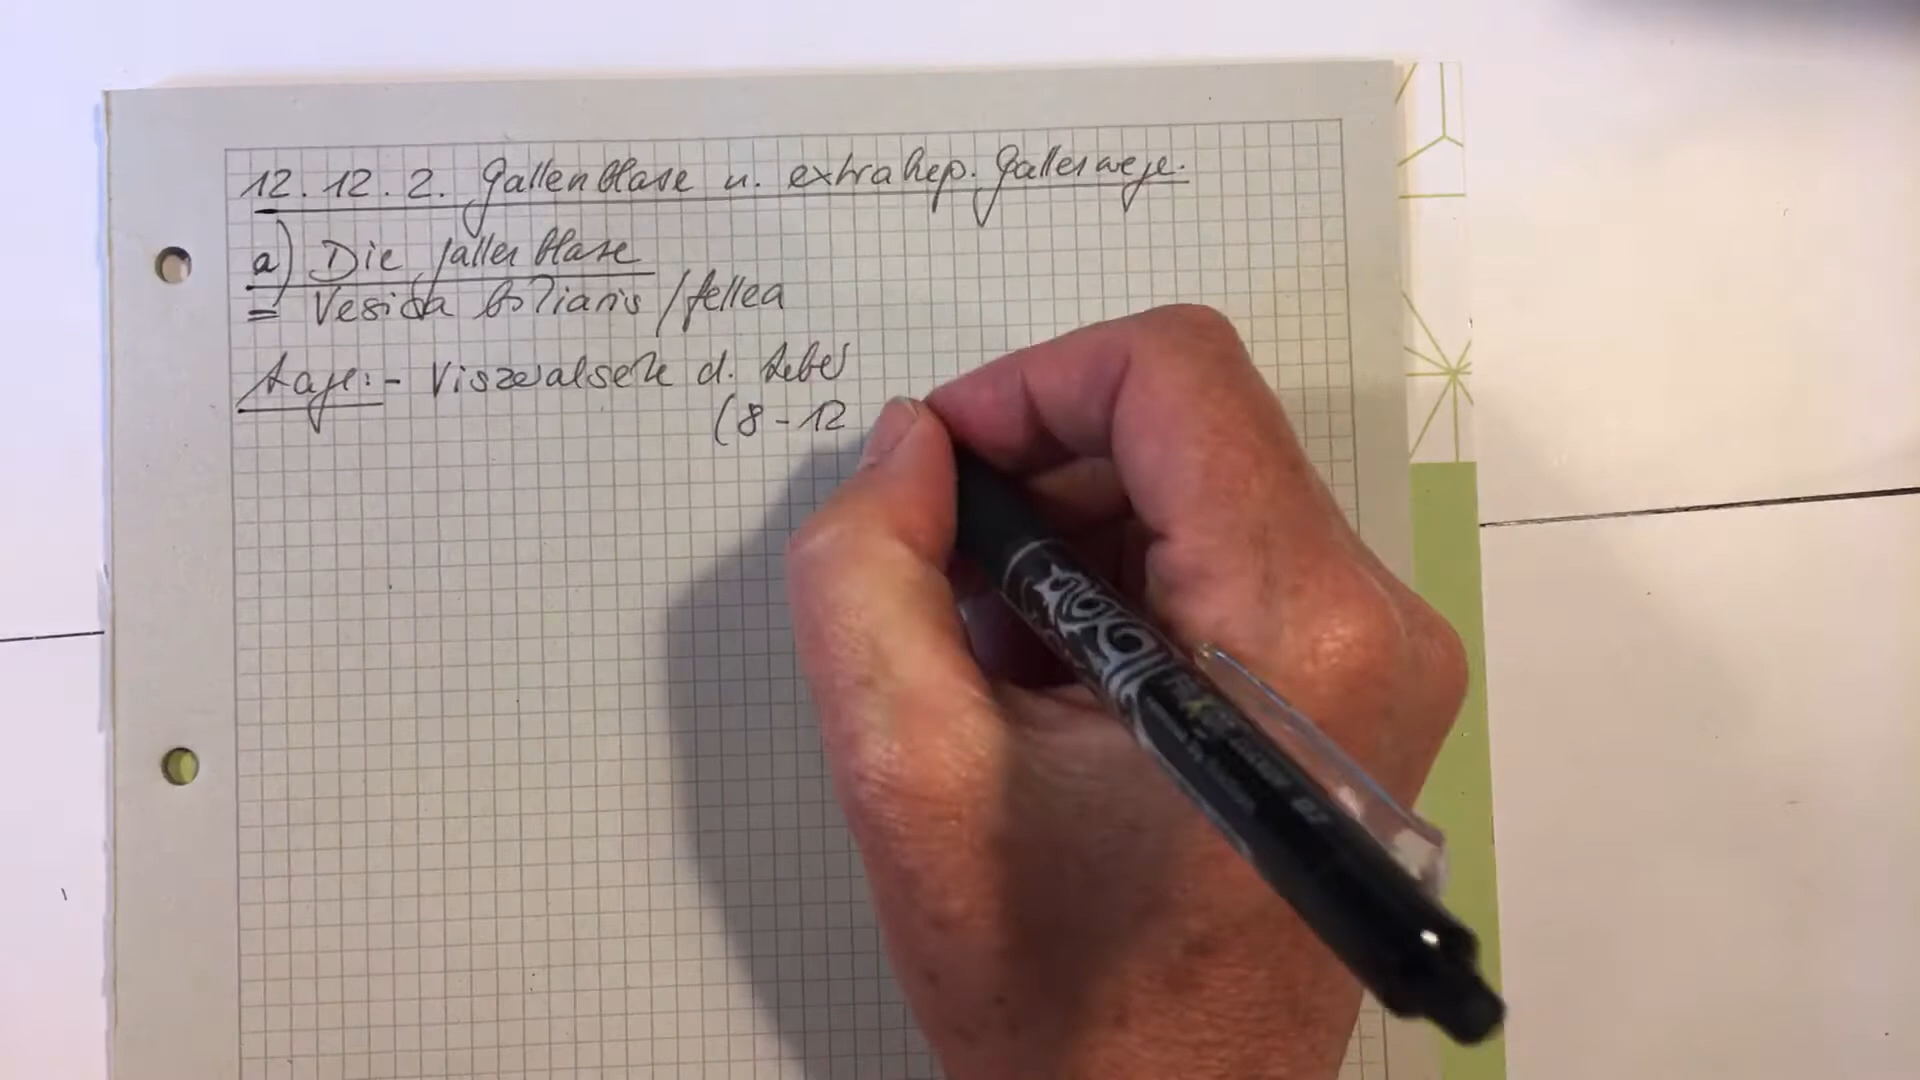 12.12.2. Gallenblase u. extrahep. Gallenwege.
a) Die Gallenblase
= Vesica biliaris / fellea
Lage: - Viszeralseite d. Leber
(8 - 12